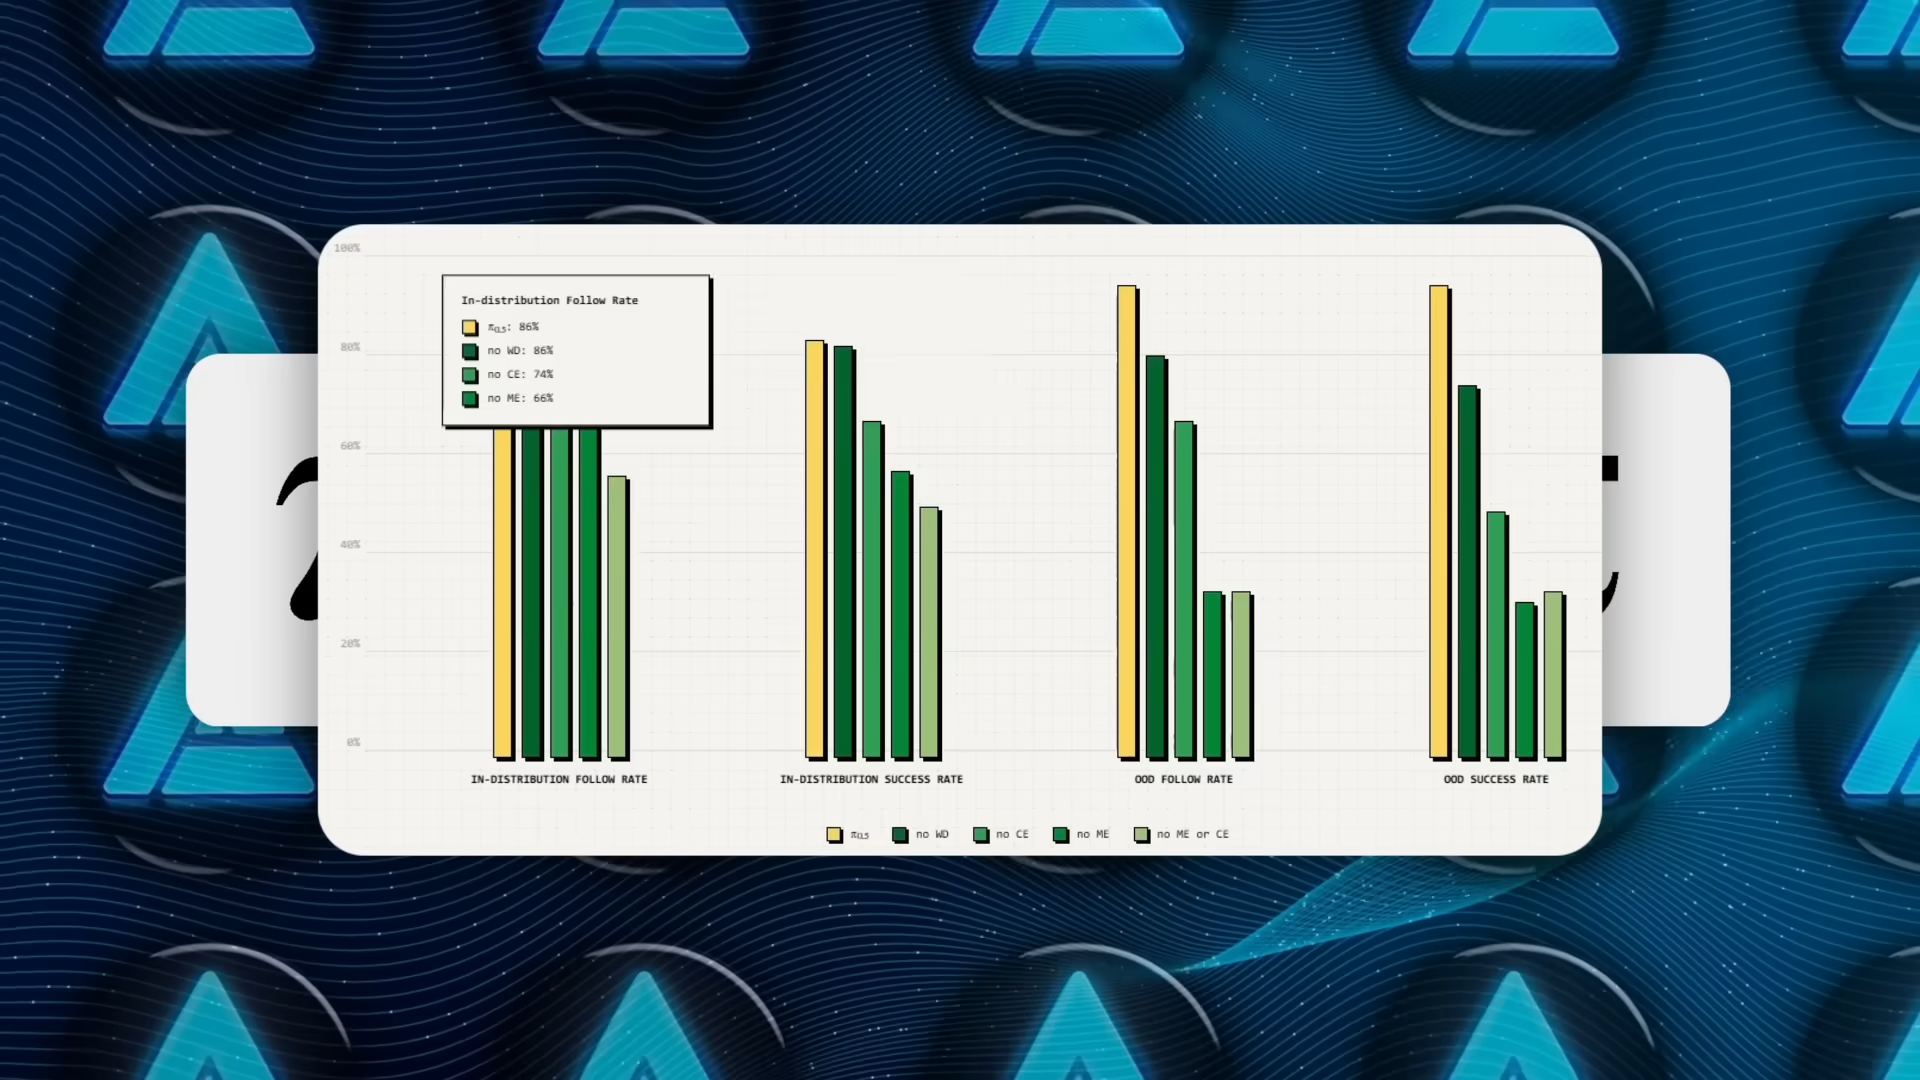 100%
In-distribution Follow Rate
π0.5: 86%
no WD: 86%
80%
no CE: 74%
no ME: 66%
60%
40%
20%
0%
IN-DISTRIBUTION FOLLOW RATE IN-DISTRIBUTION SUCCESS RATE OOD FOLLOW RATE OOD SUCCESS RATE
π0.5 no WD no CE no ME no ME or CE